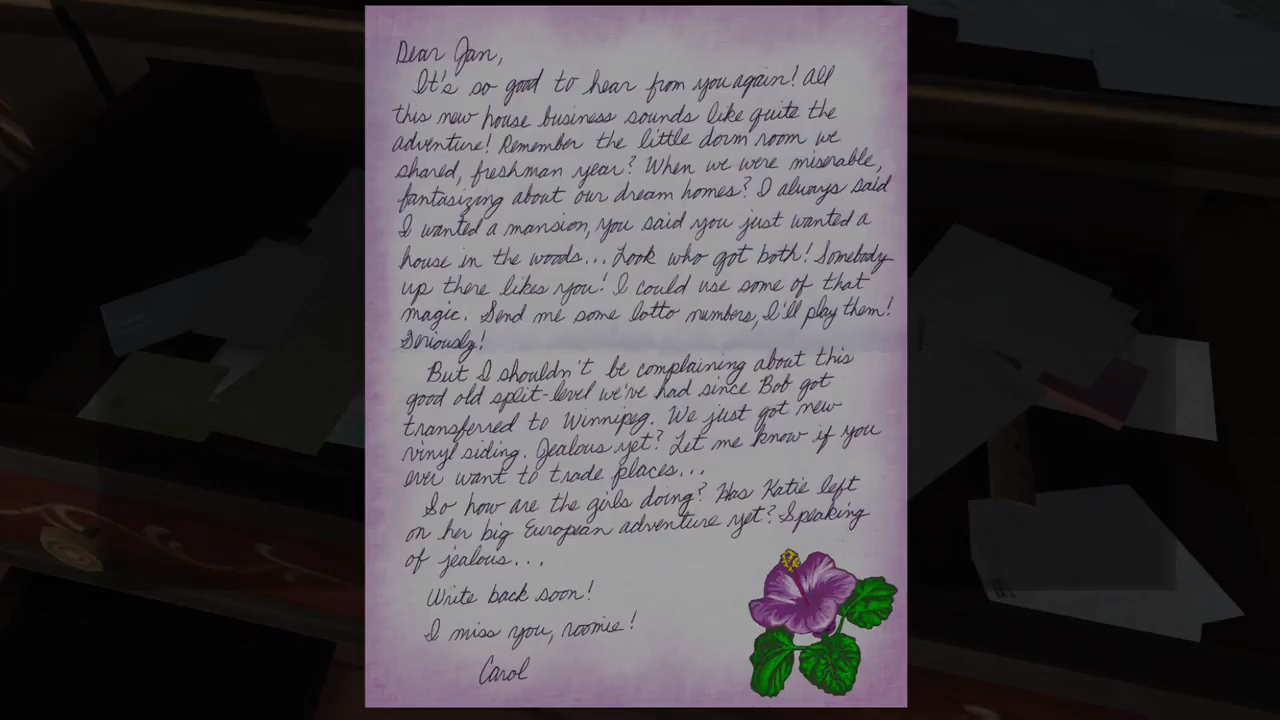 Dear Jan,
It's so good to hear from you again! All
this new house business sounds like quite the
adventure! Remember the little dorm room we
shared, freshman year? When we were miserable,
fantasizing about our dream homes? I always said
I wanted a mansion, you said you just wanted a
house in the woods... Look who got both! Somebody
up there likes you! I could use some of that
magic. Send me some lotto numbers, I'll play them!
Seriously!
But I shouldn't be complaining about this
good old split-level we've had since Bob got
transferred to Winnipeg. We just got new
vinyl siding. Jealous yet? Let me know if you
ever want to trade places...
So how are the girls doing? Has Katie left
on her big European adventure yet? Speaking
of jealous...
Write back soon!
I miss you, roomie!
Carol